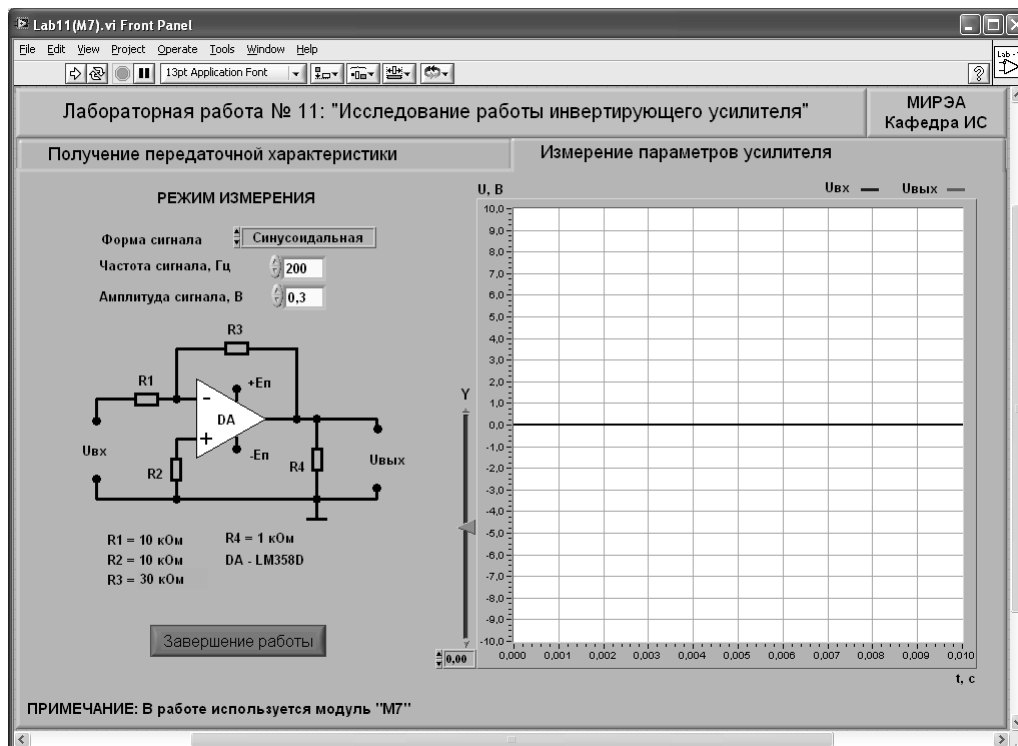 Lab11(M7).vi Front Panel
File Edit View Project Operate Tools Window Help
13pt Application Font
?
Lab -
Лабораторная работа № 11: "Исследование работы инвертирующего усилителя"
МИРЭА
Кафедра ИС
Получение передаточной характеристики
Измерение параметров усилителя
РЕЖИМ ИЗМЕРЕНИЯ
Форма сигнала Синусоидальная
Частота сигнала, Гц 200
Амплитуда сигнала, В 0,3
R3
R1
+Eп
-
DA
+
Uвх
-Eп
R2
R4
Uвых
R1 = 10 кОм R4 = 1 кОм
R2 = 10 кОм DA - LM358D
R3 = 30 кОм
Завершение работы
Y
0,00
U, В
Uвх Uвых
10,0
9,0
8,0
7,0
6,0
5,0
4,0
3,0
2,0
1,0
0,0
-1,0
-2,0
-3,0
-4,0
-5,0
-6,0
-7,0
-8,0
-9,0
-10,0
0,000 0,001 0,002 0,003 0,004 0,005 0,006 0,007 0,008 0,009 0,010
t, с
ПРИМЕЧАНИЕ: В работе используется модуль "М7"